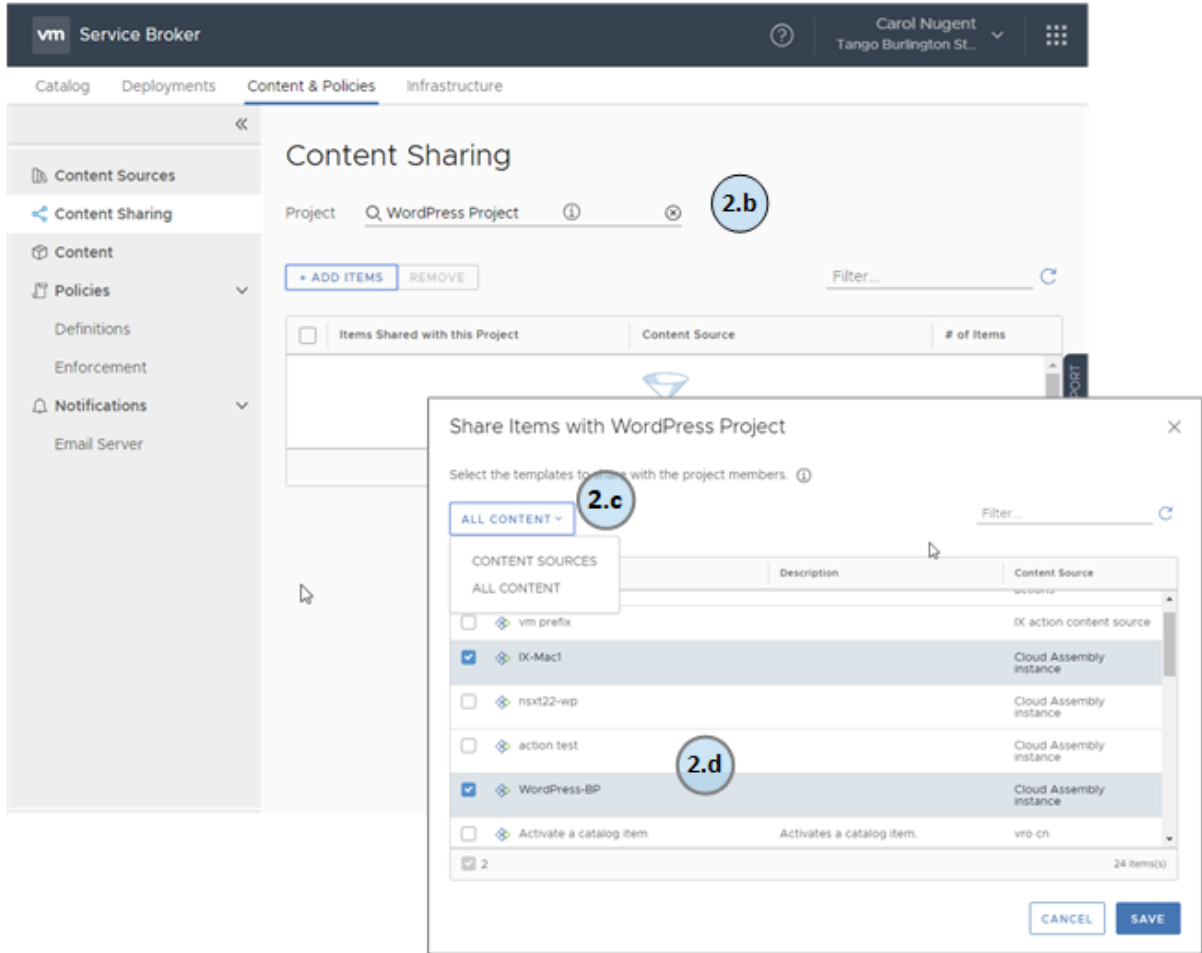 vm Service Broker
Carol Nugent
Tango Burlington St...
Catalog Deployments Content & Policies Infrastructure
Content Sources
Content Sharing
Content
Policies
Definitions
Enforcement
Notifications
Email Server
Content Sharing
Project WordPress Project
2.b
+ ADD ITEMS REMOVE
Filter...
Items Shared with this Project Content Source # of Items
PORT
Share Items with WordPress Project
Select the templates to share with the project members.
2.c
ALL CONTENT
Filter...
CONTENT SOURCES
ALL CONTENT
Description Content Source
actions
vm prefix IX action content source
IX-Mac1 Cloud Assembly
instance
nsxt22-wp Cloud Assembly
instance
action test Cloud Assembly
instance
2.d
WordPress-BP Cloud Assembly
instance
Activate a catalog item Activates a catalog item. vro cn
2 24 items(s)
CANCEL SAVE